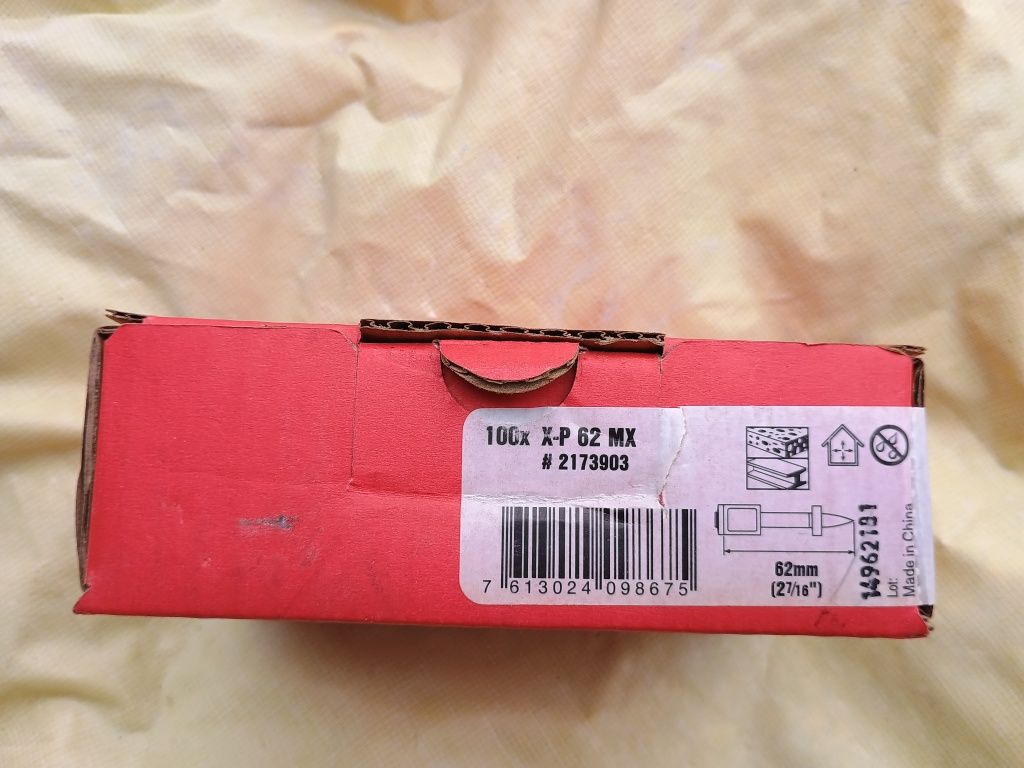 100x X-P 62 MX
# 2173903
7 613024 098675
62mm
(27/16")
14962191
Lot:
Made in China